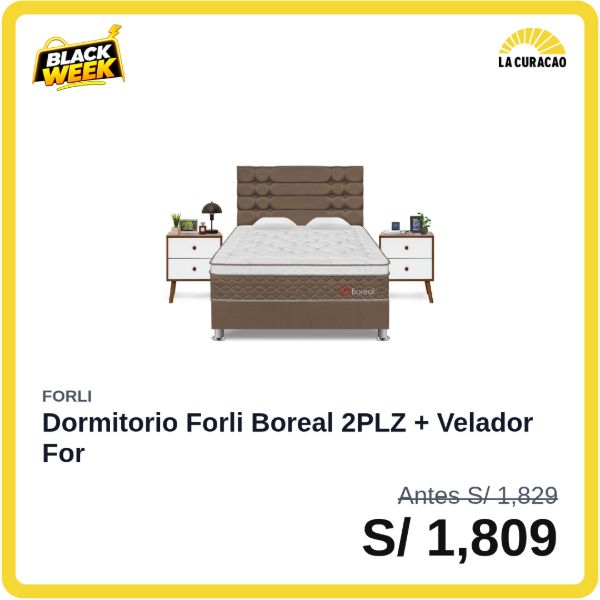 BLACK
WEEK
LA CURACAO
Boreal
FORLI
Dormitorio Forli Boreal 2PLZ + Velador
For
Antes S/ 1,829
S/ 1,809